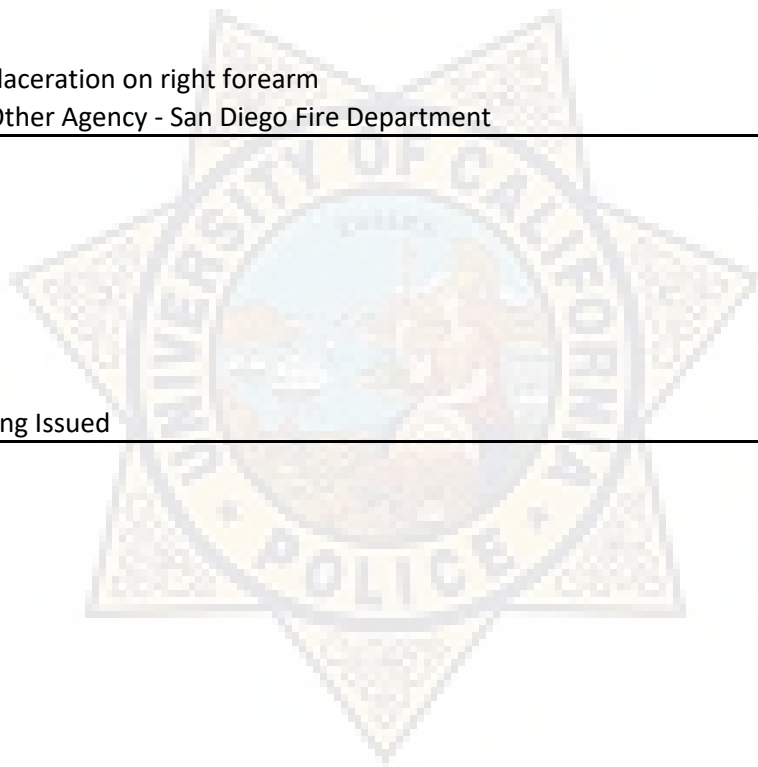 laceration on right forearm
Other Agency - San Diego Fire Department
UNIVERSITY OF CALIFORNIA
ng Issued
POLICE